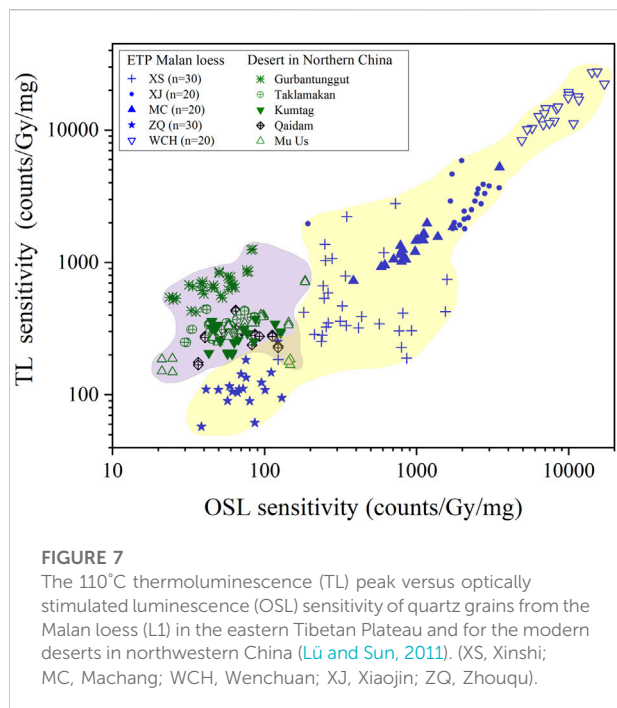 ETP Malan loess
XS (n=30)
XJ (n=20)
MC (n=20)
ZQ (n=30)
WCH (n=20)
Desert in Northern China
Gurbantunggut
Taklamakan
Kumtag
Qaidam
Mu Us
TL sensitivity (counts/Gy/mg)
10000
1000
100
10
100
1000
10000
OSL sensitivity (counts/Gy/mg)
FIGURE 7
The 110°C thermoluminescence (TL) peak versus optically
stimulated luminescence (OSL) sensitivity of quartz grains from the
Malan loess (L1) in the eastern Tibetan Plateau and for the modern
deserts in northwestern China (Lü and Sun, 2011). (XS, Xinshi;
MC, Machang; WCH, Wenchuan; XJ, Xiaojin; ZQ, Zhouqu).